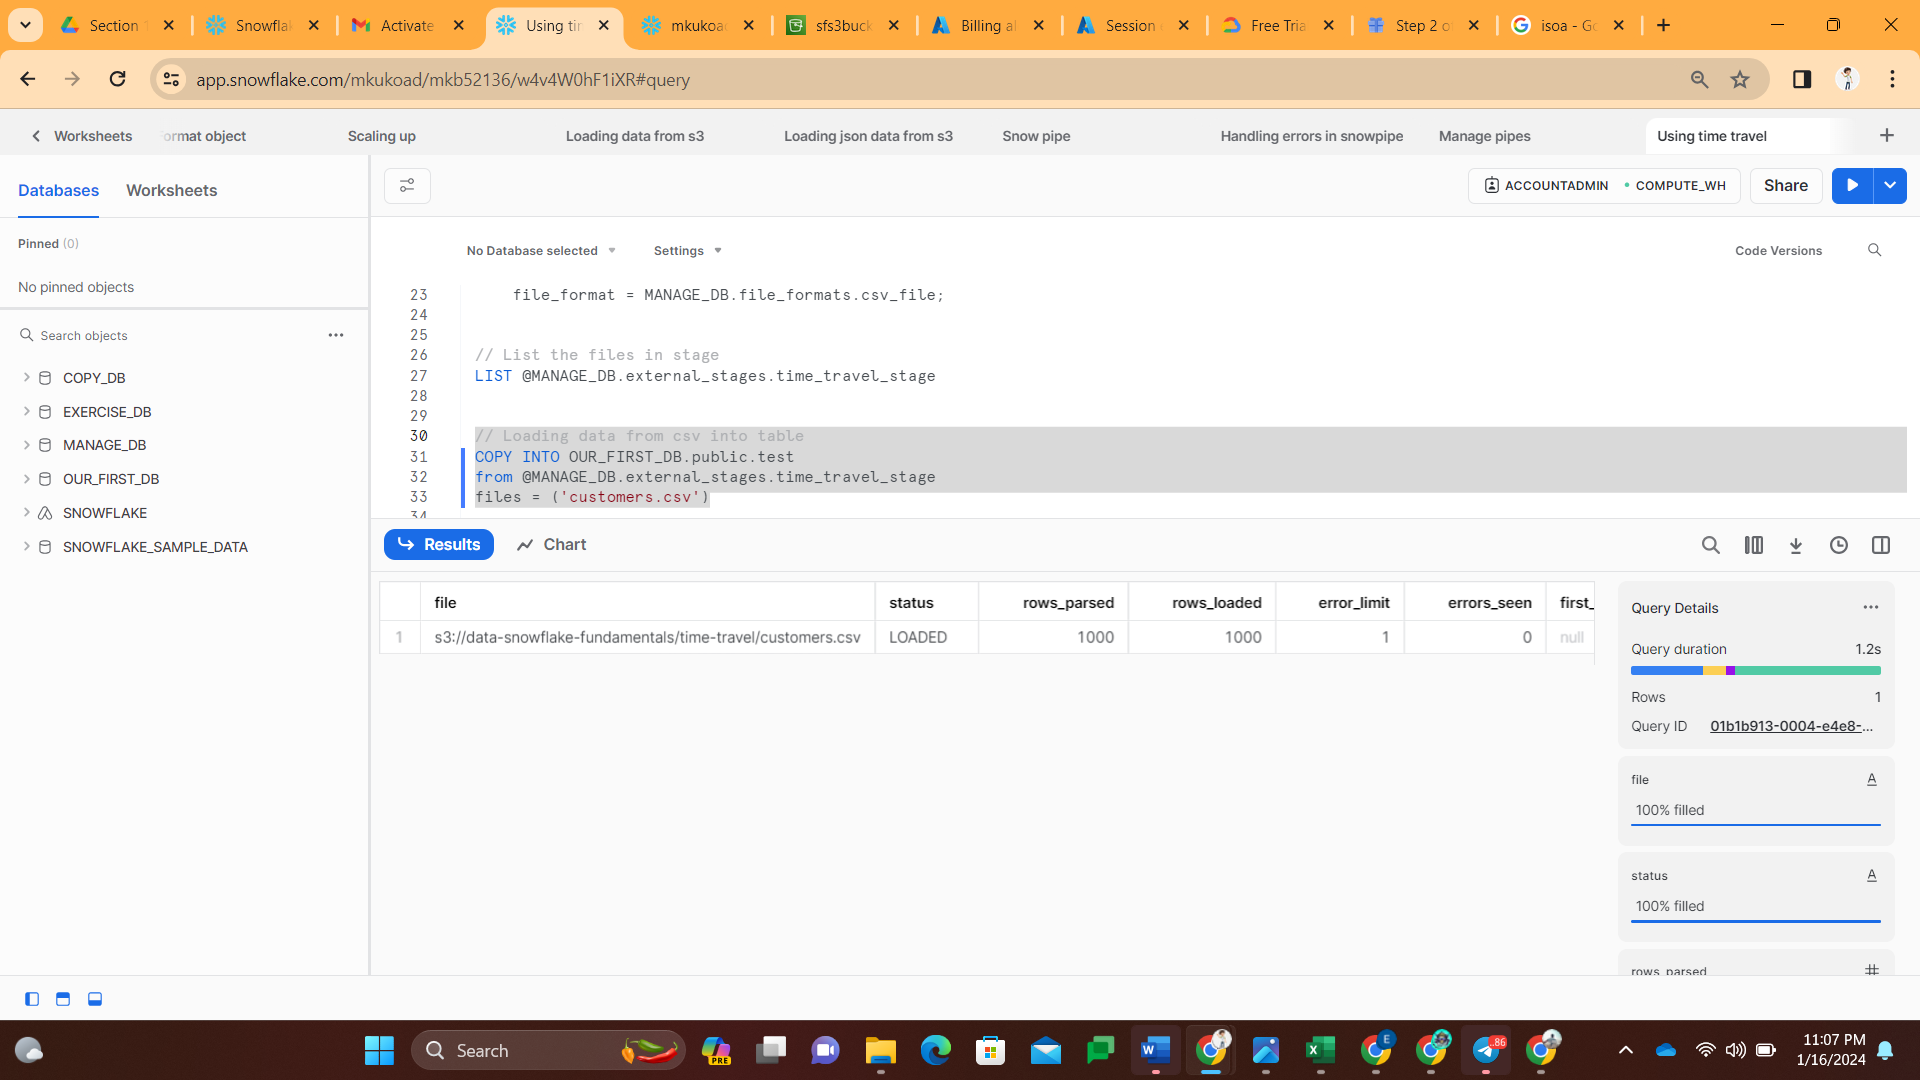 Section
Snowfla
Activate
Using tim
mkukoa
sfs3buck
Billing al
Session
Free Tria
Step 2 o
isoa - Go
app.snowflake.com/mkukoad/mkb52136/w4v4W0hF1iXR#query
Worksheets
ormat object
Scaling up
Loading data from s3
Loading json data from s3
Snow pipe
Handling errors in snowpipe
Manage pipes
Using time travel
Databases
Worksheets
ACCOUNTADMIN
COMPUTE_WH
Share
Pinned (0)
No pinned objects
Search objects
COPY_DB
EXERCISE_DB
MANAGE_DB
OUR_FIRST_DB
SNOWFLAKE
SNOWFLAKE_SAMPLE_DATA
No Database selected
Settings
Code Versions
23 file_format = MANAGE_DB.file_formats.csv_file;
24
25
26 // List the files in stage
27 LIST @MANAGE_DB.external_stages.time_travel_stage
28
29
30 // Loading data from csv into table
31 COPY INTO OUR_FIRST_DB.public.test
32 from @MANAGE_DB.external_stages.time_travel_stage
33 files = ('customers.csv')
34
Results
Chart
file status rows_parsed rows_loaded error_limit errors_seen first_
1 s3://data-snowflake-fundamentals/time-travel/customers.csv LOADED 1000 1000 1 0 null
Query Details
Query duration 1.2s
Rows 1
Query ID 01b1b913-0004-e4e8-...
file
100% filled
status
100% filled
rows_parsed
Search
PRE
E
86
11:07 PM
1/16/2024